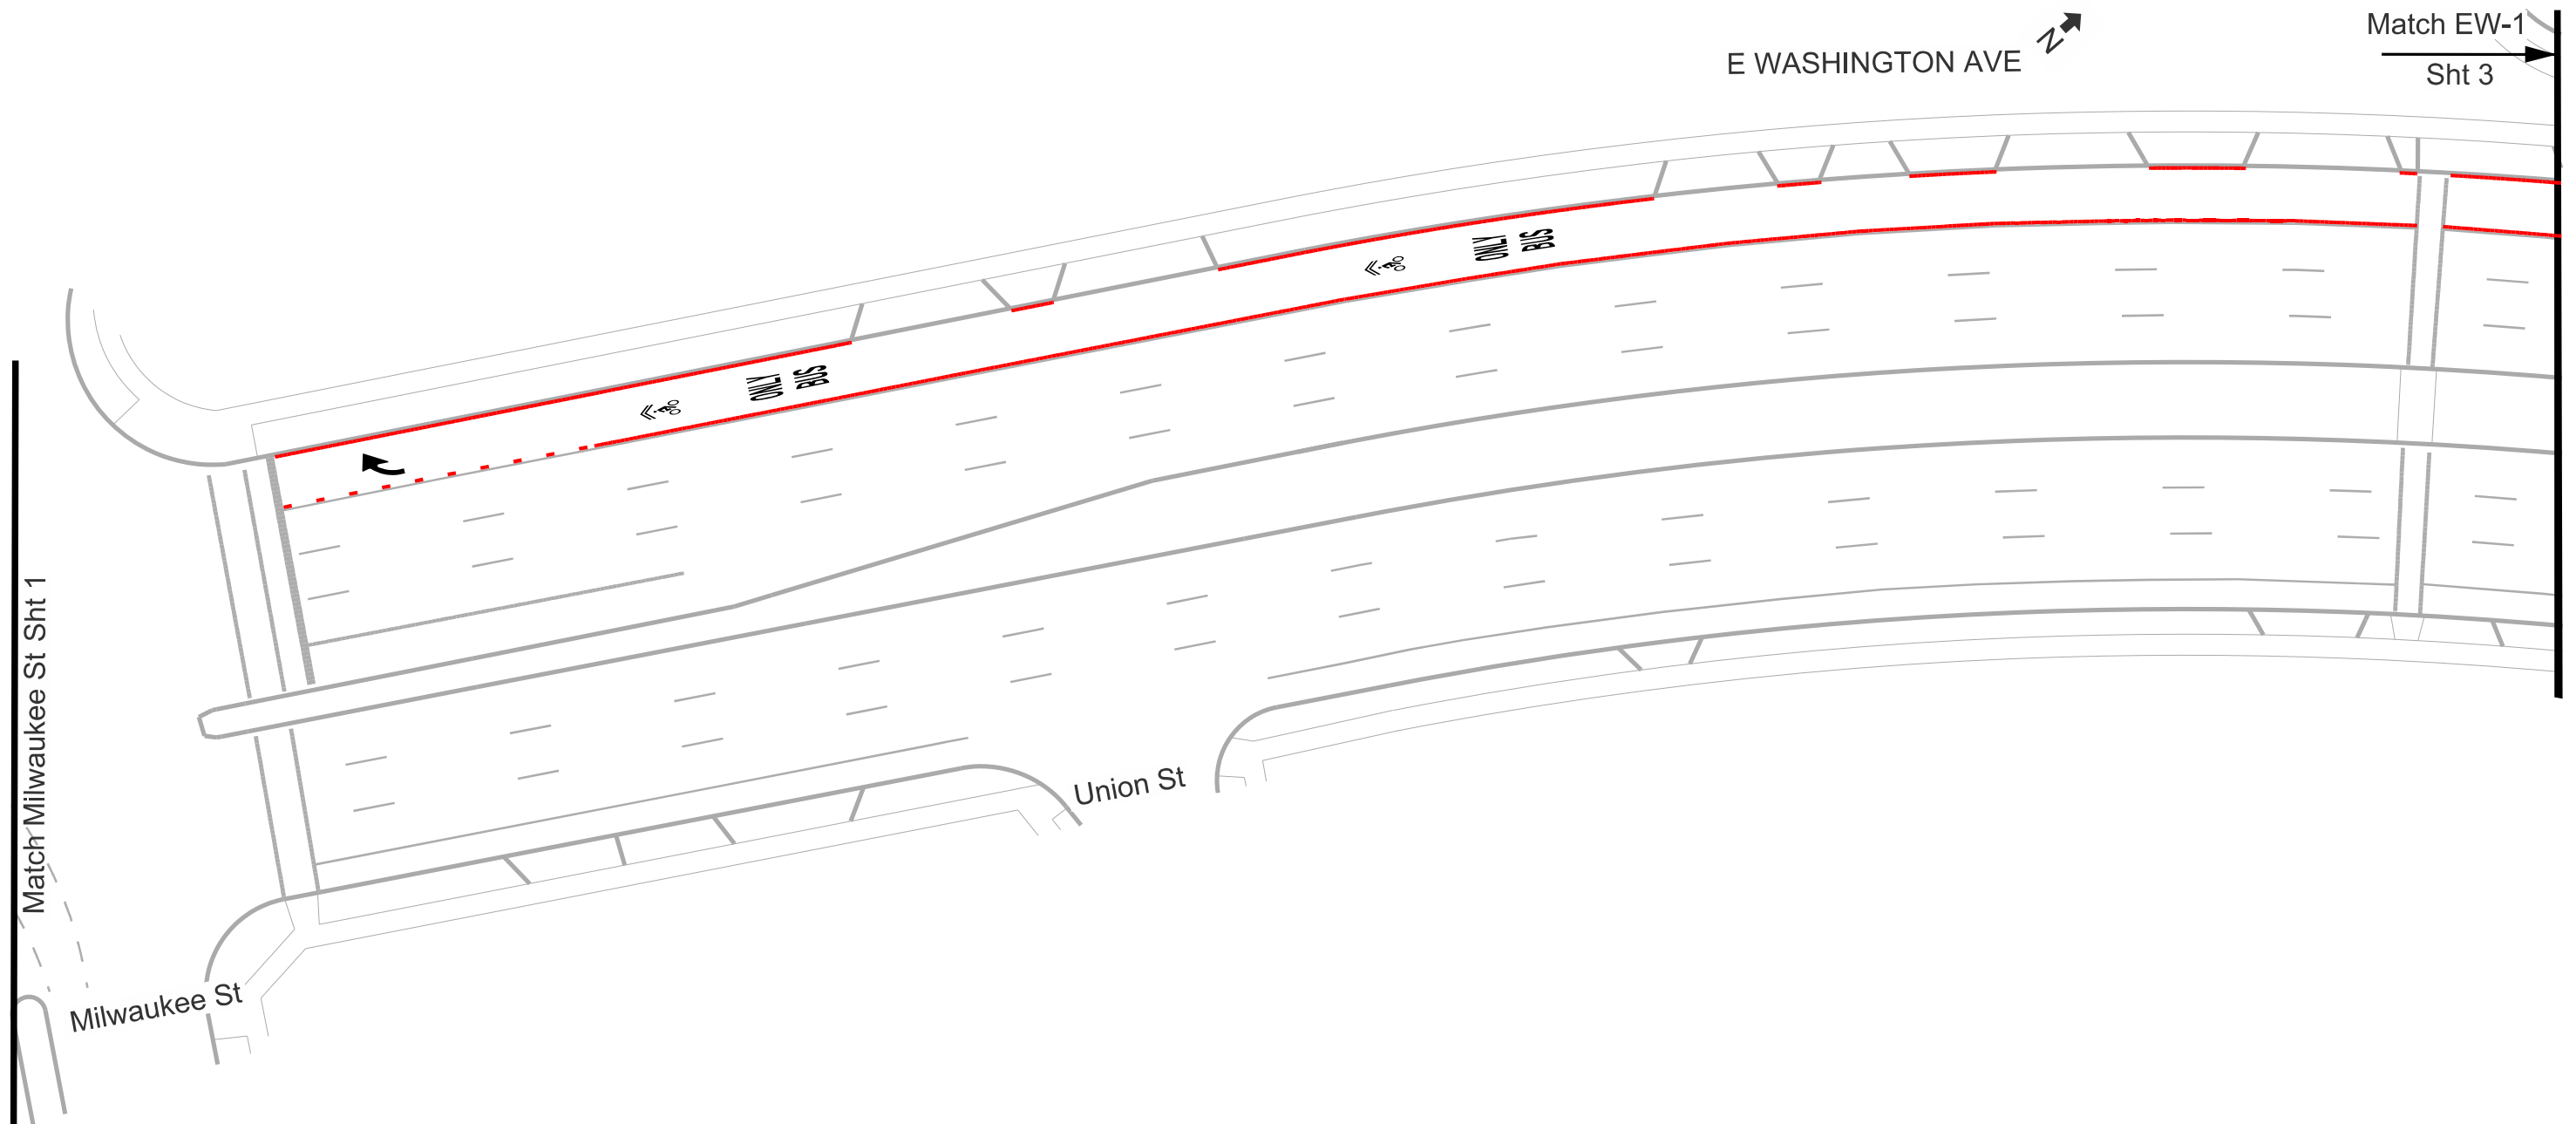 Match EW-1
Sht 3
E WASHINGTON AVE
N
ONLY
BUS
ONLY
BUS
Match Milwaukee St Sht 1
Union St
Milwaukee St